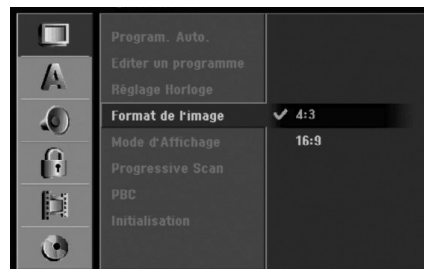 Program. Auto.
Editer un programme
Réglage Horloge
Format de l'image ✔ 4:3
Mode d'Affichage 16:9
Progressive Scan
PBC
Initialisation
A